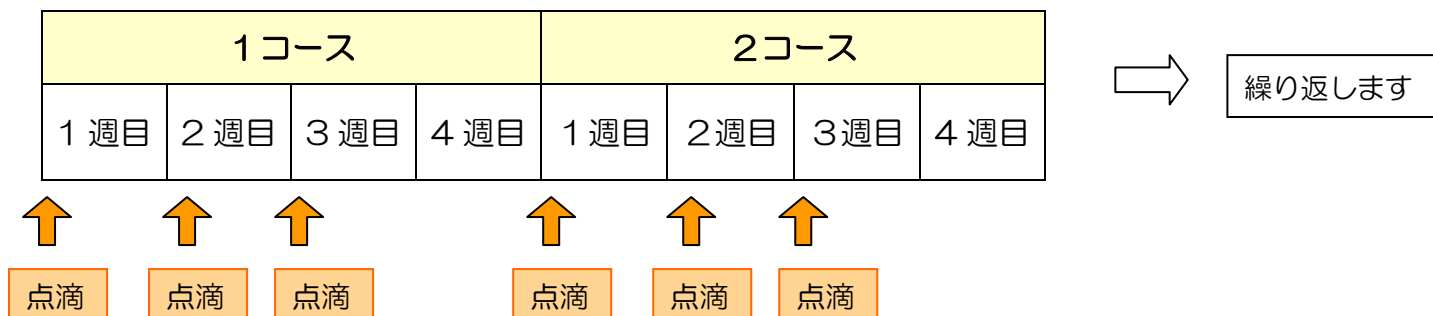 1コース 2コース
繰り返します
1週目 2週目 3週目 4週目 1週目 2週目 3週目 4週目
点滴 点滴 点滴 点滴 点滴 点滴